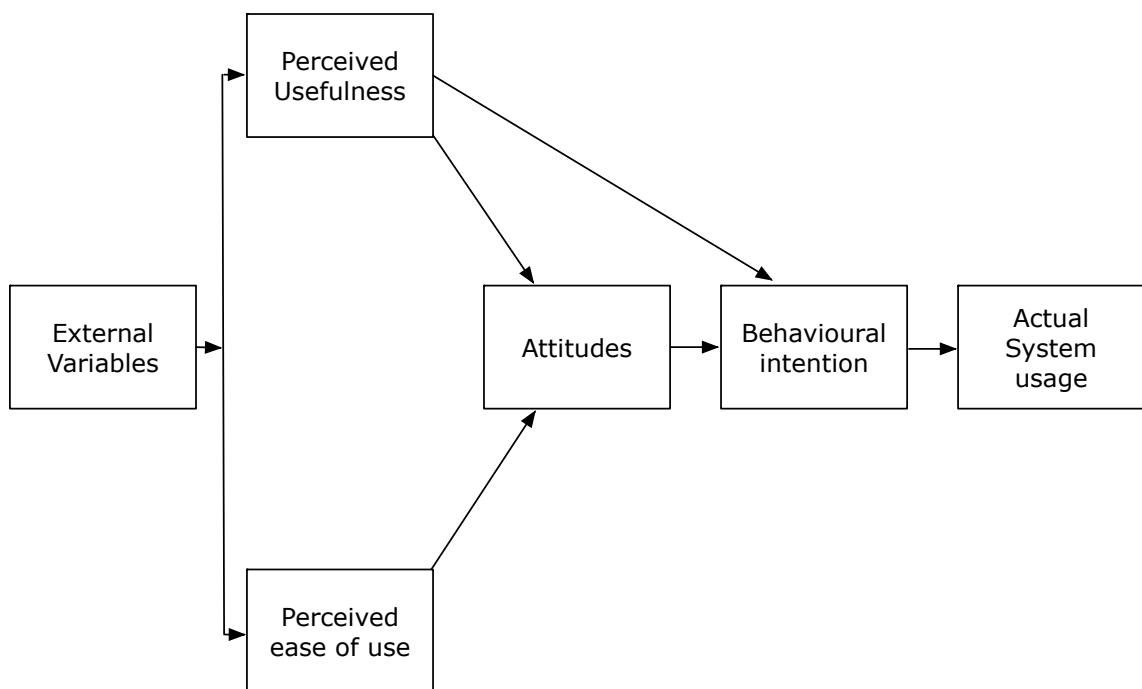 Perceived
Usefulness
External
Variables
Attitudes
Behavioural
intention
Actual
System
usage
Perceived
ease of use